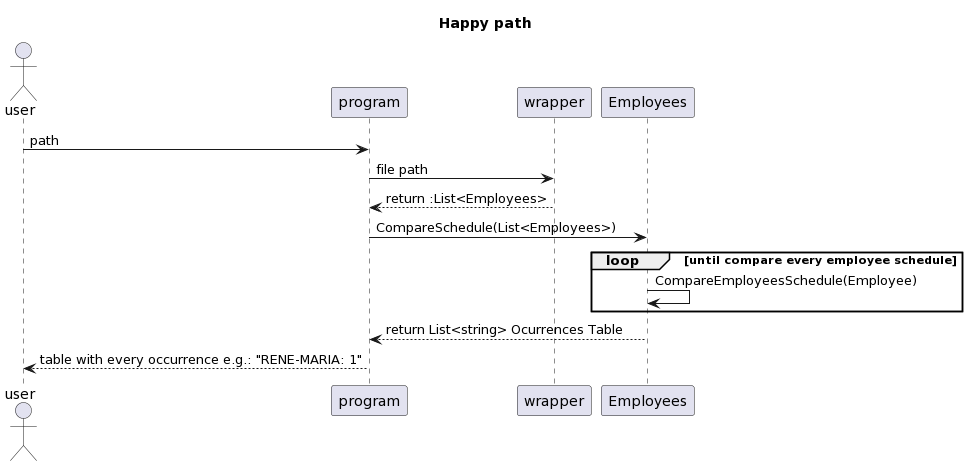 Happy path
user
program
wrapper
Employees
path
file path
return :List<Employees>
CompareSchedule(List<Employees>)
loop [until compare every employee schedule]
CompareEmployeesSchedule(Employee)
return List<string> Ocurrences Table
table with every occurrence e.g.: "RENE-MARIA: 1"
user
program
wrapper
Employees